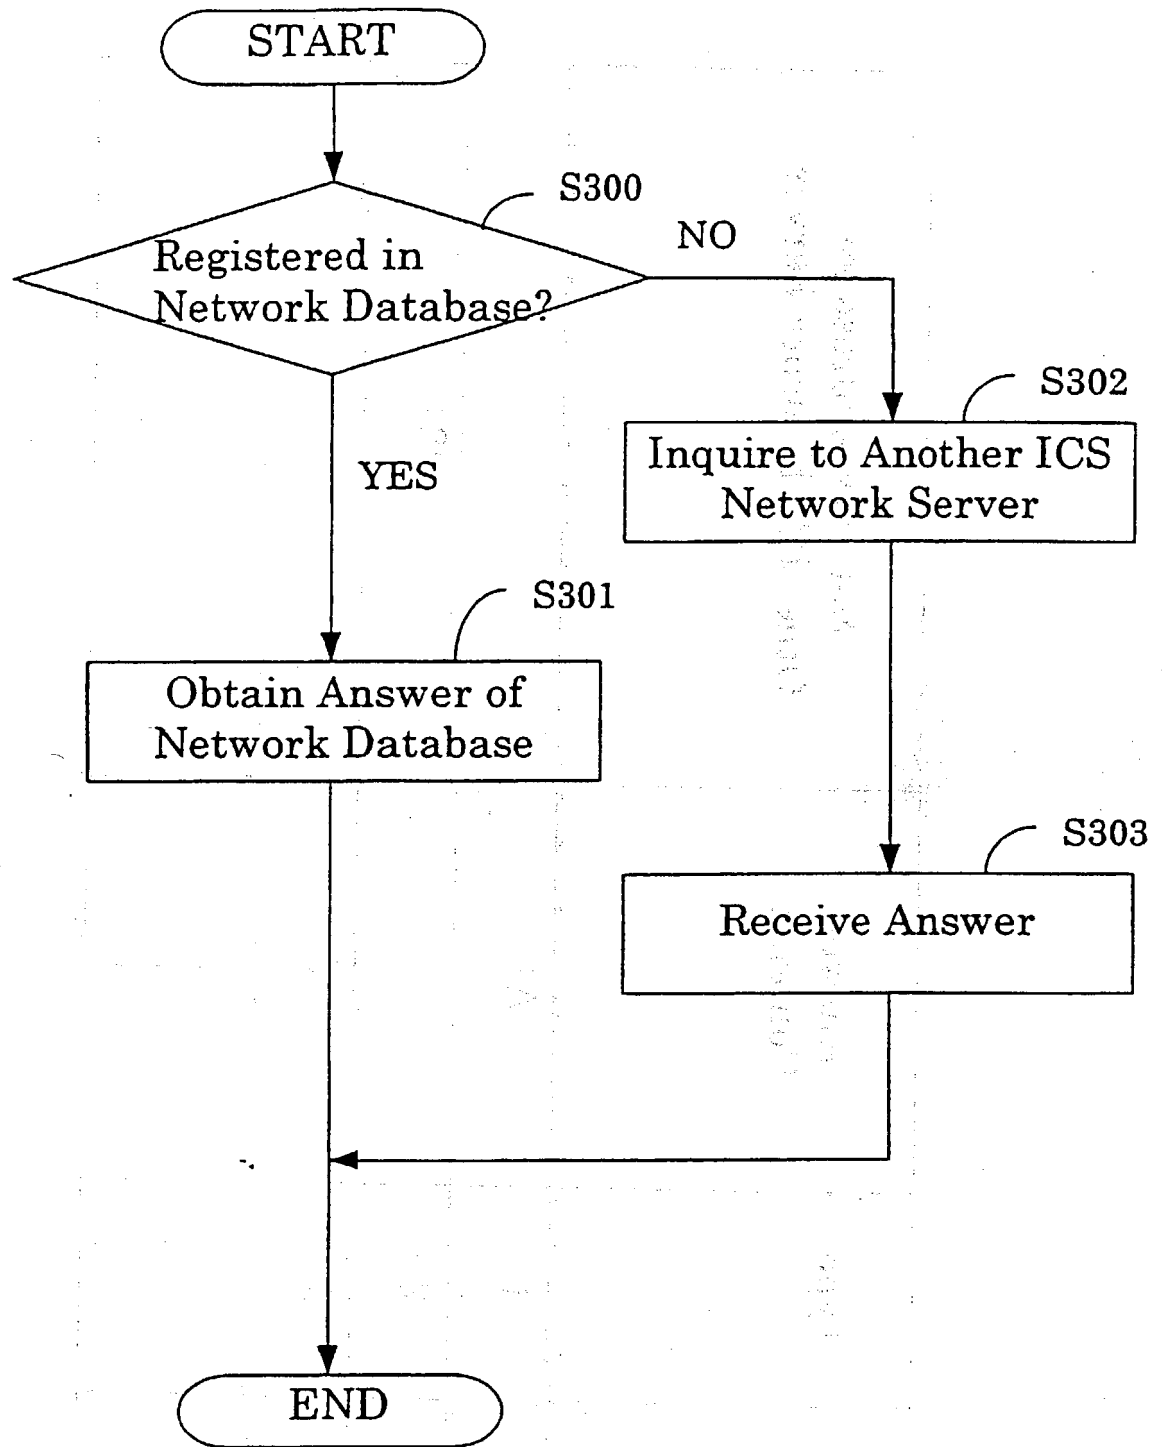 START
S300
NO
Registered in
Network Database?
S302
Inquire to Another ICS
Network Server
YES
S301
Obtain Answer of
Network Database
S303
Receive Answer
END